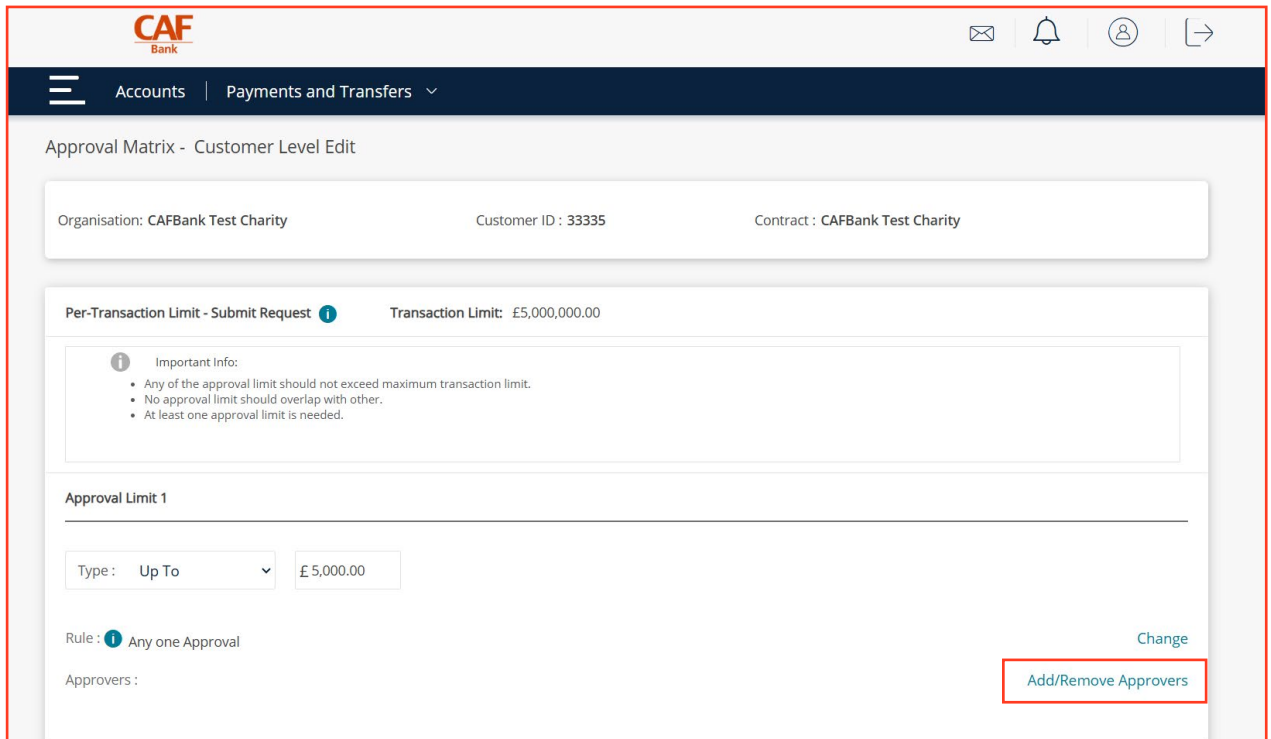 CAF
Bank
Accounts | Payments and Transfers
Approval Matrix - Customer Level Edit
Organisation: CAFBank Test Charity Customer ID : 33335 Contract : CAFBank Test Charity
Per-Transaction Limit - Submit Request i Transaction Limit: £5,000,000.00
i Important Info:
• Any of the approval limit should not exceed maximum transaction limit.
• No approval limit should overlap with other.
• At least one approval limit is needed.
Approval Limit 1
Type : Up To £ 5,000.00
Rule : i Any one Approval Change
Approvers : Add/Remove Approvers